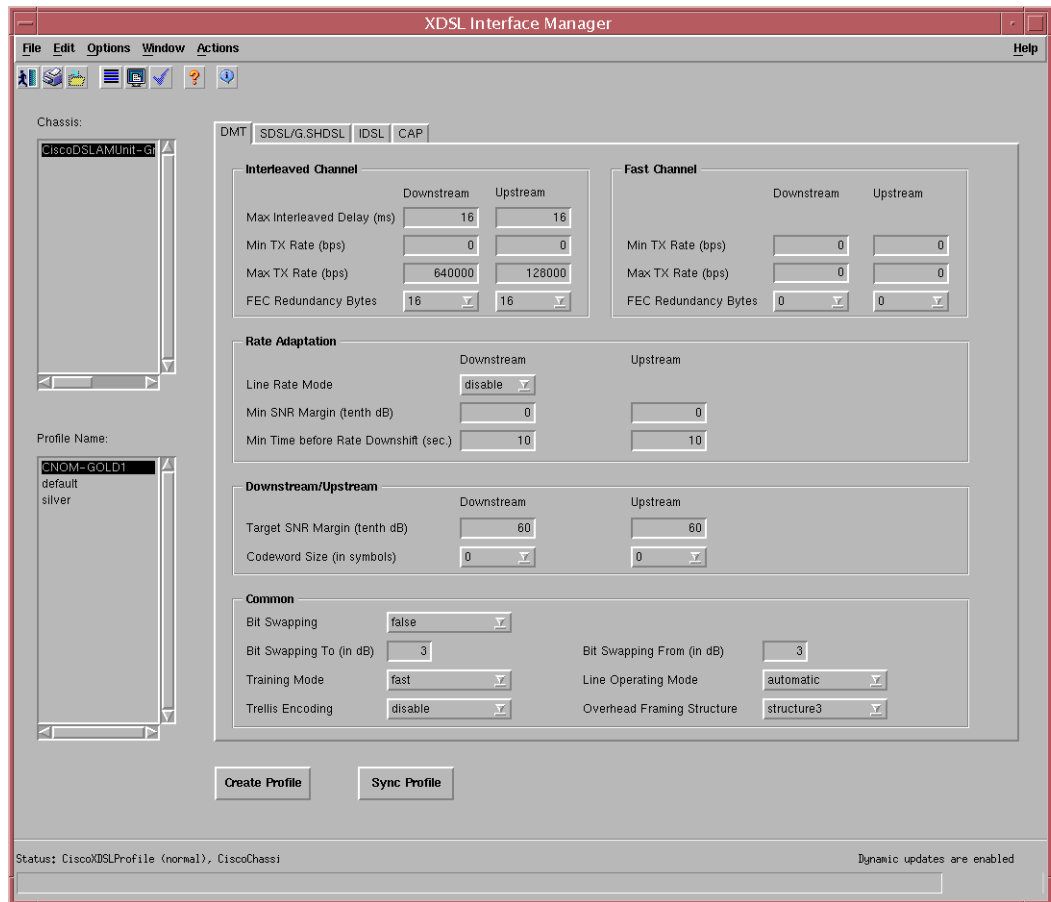 XDSL Interface Manager
File Edit Options Window Actions Help
Chassis:
CiscoDSLAMUnit-Gr
Profile Name:
CNOM-GOLD1
default
silver
DMT SDSL/G.SHDSL IDSL CAP
Interleaved Channel
Downstream Upstream
Max Interleaved Delay (ms) 16 16
Min TX Rate (bps) 0 0
Max TX Rate (bps) 640000 128000
FEC Redundancy Bytes 16 16
Fast Channel
Downstream Upstream
Min TX Rate (bps) 0 0
Max TX Rate (bps) 0 0
FEC Redundancy Bytes 0 0
Rate Adaptation
Downstream Upstream
Line Rate Mode disable
Min SNR Margin (tenth dB) 0 0
Min Time before Rate Downshift (sec.) 10 10
Downstream/Upstream
Downstream Upstream
Target SNR Margin (tenth dB) 60 60
Codeword Size (in symbols) 0 0
Common
Bit Swapping false
Bit Swapping To (in dB) 3 Bit Swapping From (in dB) 3
Training Mode fast Line Operating Mode automatic
Trellis Encoding disable Overhead Framing Structure structure3
Create Profile Sync Profile
Status: CiscoXDSLProfile (normal), CiscoChassi Dynamic updates are enabled